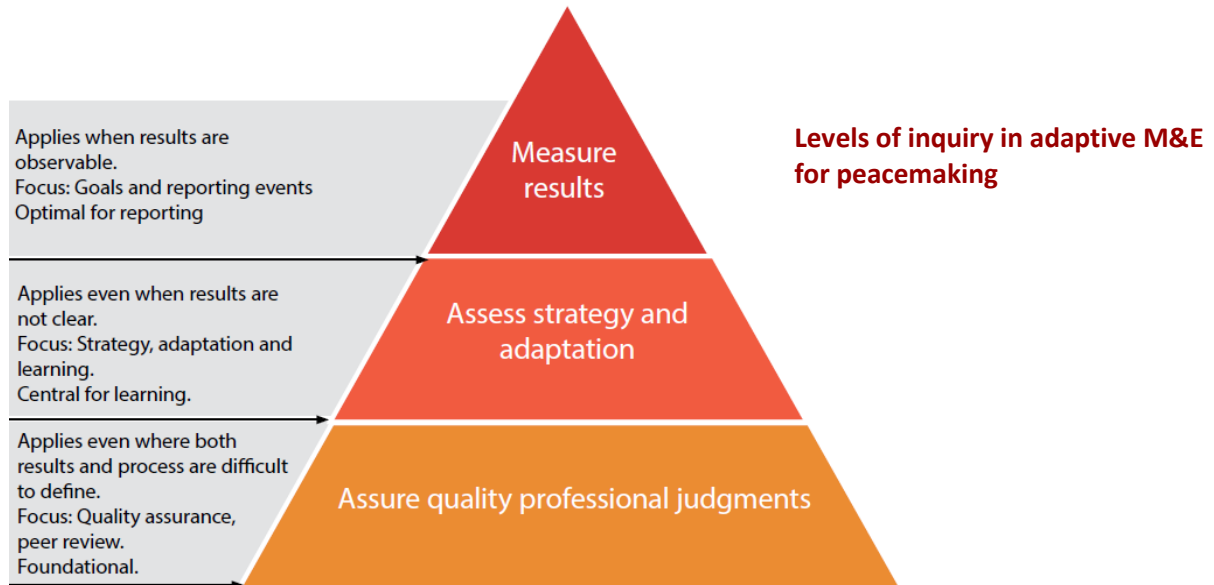 Applies when results are
observable.
Focus: Goals and reporting events
Optimal for reporting
Measure
results
Levels of inquiry in adaptive M&E
for peacemaking
Applies even when results are
not clear.
Focus: Strategy, adaptation and
learning.
Central for learning.
Assess strategy and
adaptation
Applies even where both
results and process are difficult
to define.
Focus: Quality assurance,
peer review.
Foundational.
Assure quality professional judgments